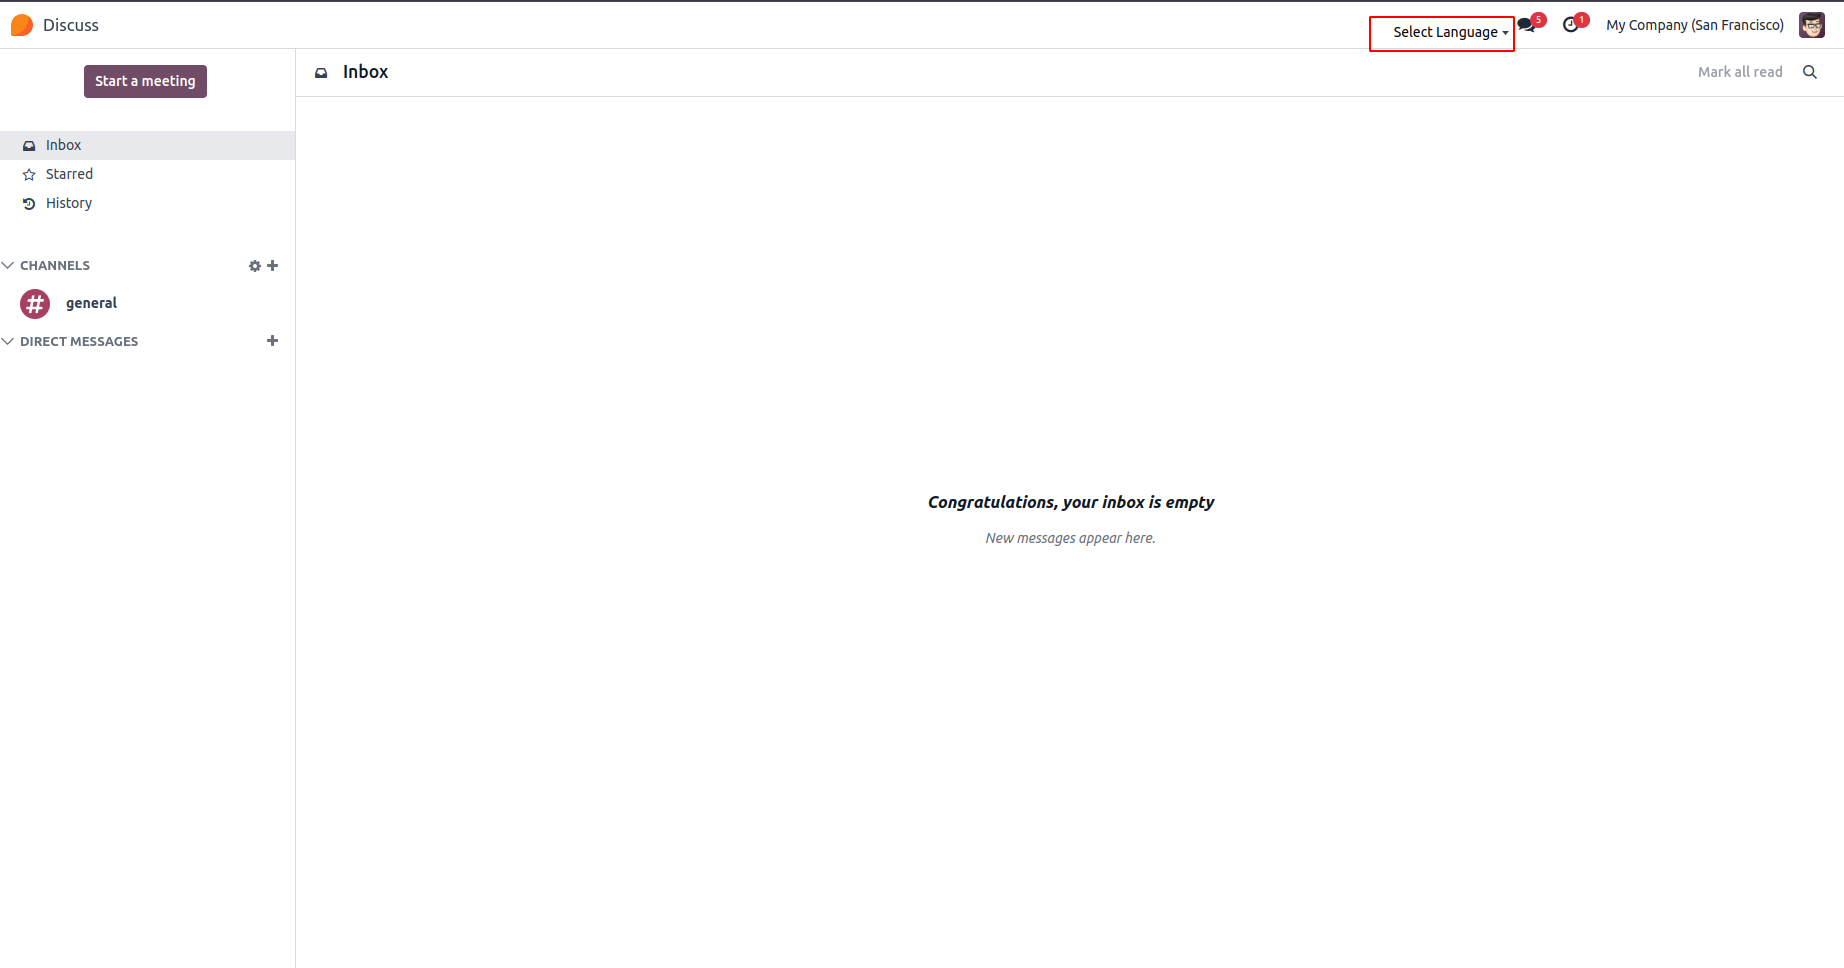 Discuss
Select Language
5
1
My Company (San Francisco)
Start a meeting
Inbox
Mark all read
Inbox
Starred
History
CHANNELS
general
DIRECT MESSAGES
Congratulations, your inbox is empty
New messages appear here.